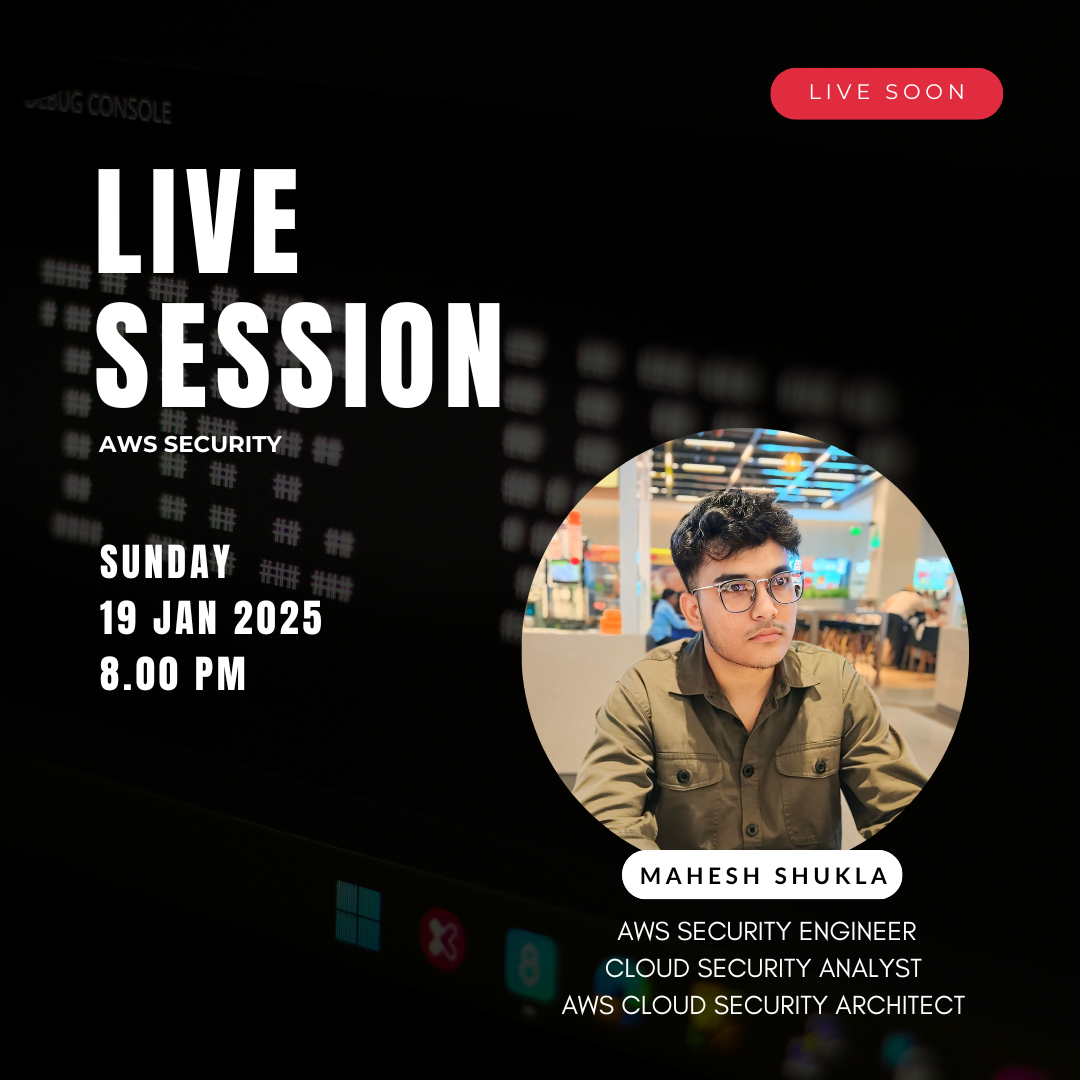 LIVE SOON
DEBUG CONSOLE
LIVE
SESSION
AWS SECURITY
SUNDAY
19 JAN 2025
8.00 PM
MAHESH SHUKLA
AWS SECURITY ENGINEER
CLOUD SECURITY ANALYST
AWS CLOUD SECURITY ARCHITECT